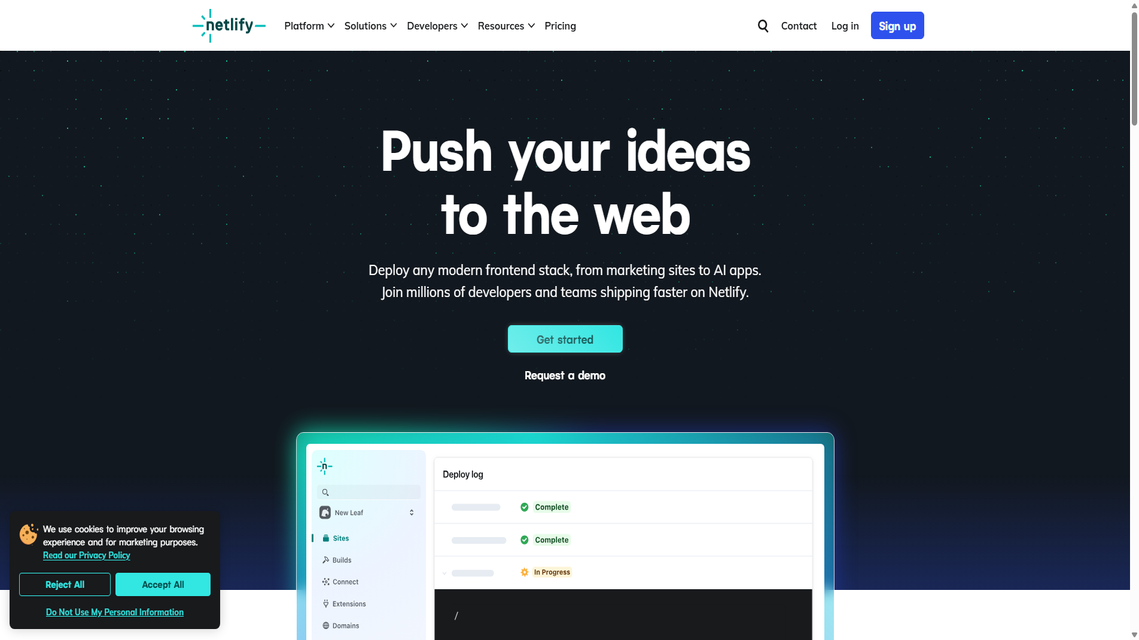 netlify
Platform
Solutions
Developers
Resources
Pricing
Contact
Log in
Sign up
Push your ideas
to the web
Deploy any modern frontend stack, from marketing sites to AI apps.
Join millions of developers and teams shipping faster on Netlify.
Get started
Request a demo
n
New Leaf
Sites
Builds
Connect
Extensions
Domains
Deploy log
Complete
Complete
In Progress
/
We use cookies to improve your browsing
experience and for marketing purposes.
Read our Privacy Policy
Reject All
Accept All
Do Not Use My Personal Information